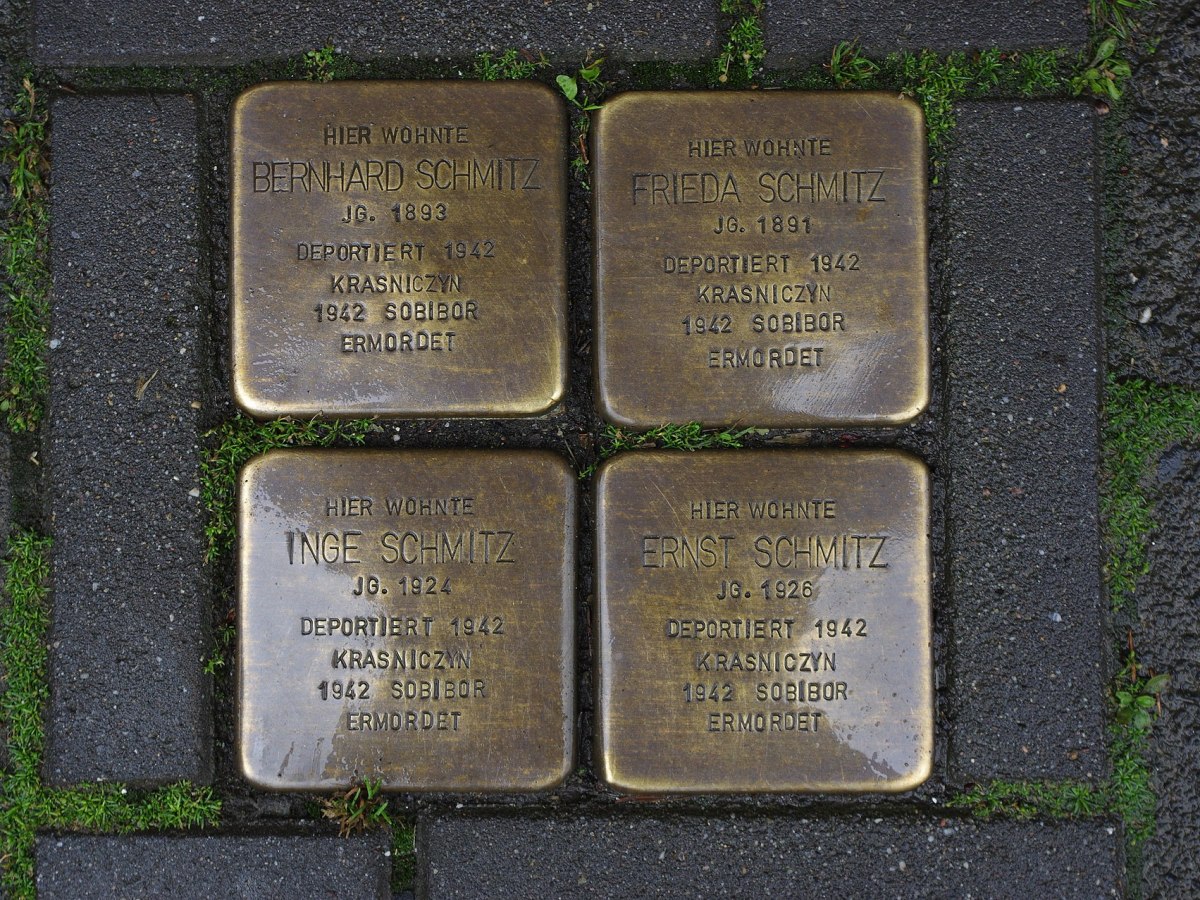 HIER WOHNTE
BERNHARD SCHMITZ
JG. 1893
DEPORTIERT 1942
KRASNICZYN
1942 SOBIBOR
ERMORDET
HIER WOHNTE
FRIEDA SCHMITZ
JG. 1891
DEPORTIERT 1942
KRASNICZYN
1942 SOBIBOR
ERMORDET
HIER WOHNTE
INGE SCHMITZ
JG. 1924
DEPORTIERT 1942
KRASNICZYN
1942 SOBIBOR
ERMORDET
HIER WOHNTE
ERNST SCHMITZ
JG. 1926
DEPORTIERT 1942
KRASNICZYN
1942 SOBIBOR
ERMORDET